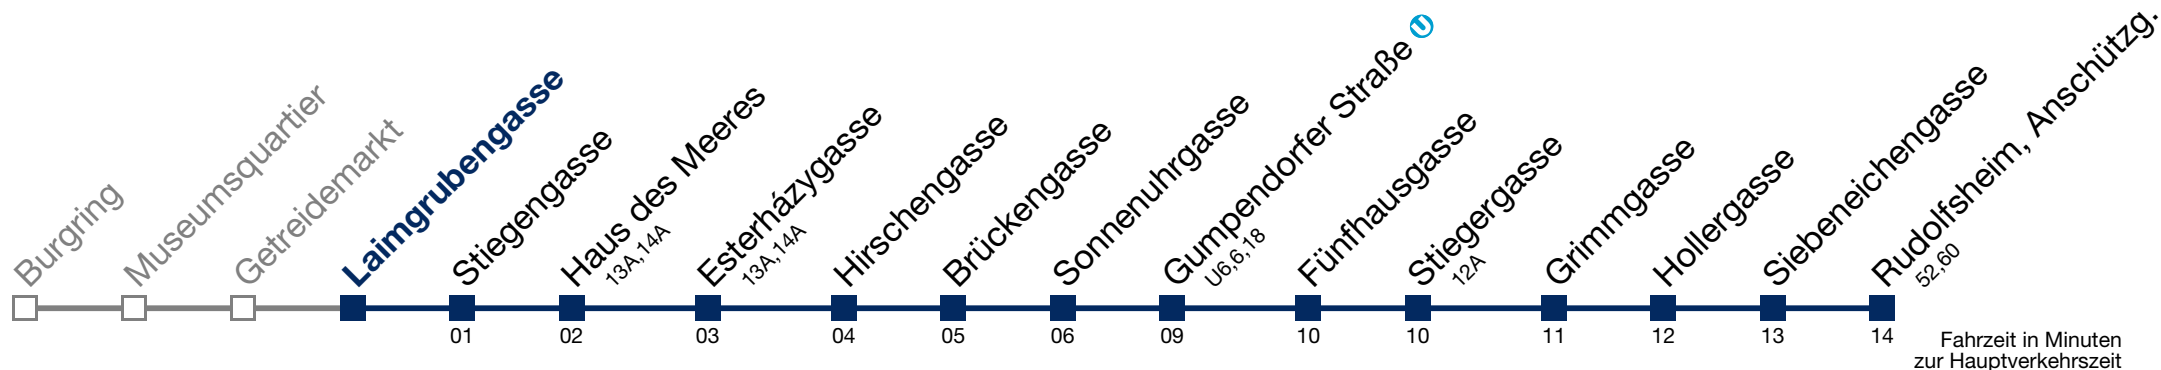 Burgring
Museumsquartier
Getreidemarkt
Laimgrubengasse
Stiegengasse
01
Haus des Meeres
13A,14A
02
Esterházygasse
13A,14A
03
Hirschengasse
04
Brückengasse
05
Sonnenuhrgasse
06
Gumpendorfer Straße U
U6,6,18
09
Fünfhausgasse
10
Stiegergasse
12A
10
Grimmgasse
11
Hollergasse
12
Siebeneichengasse
13
Rudolfsheim, Anschützg.
52,60
14
Fahrzeit in Minuten
zur Hauptverkehrszeit